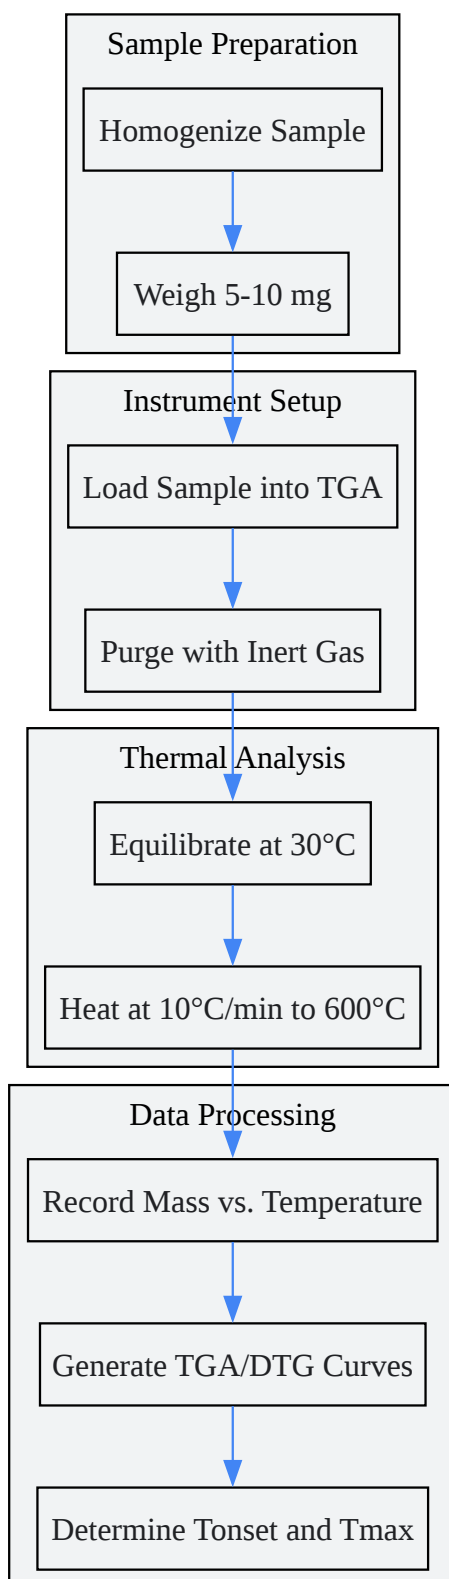 Sample Preparation
Homogenize Sample
Weigh 5-10 mg
Instrument Setup
Load Sample into TGA
Purge with Inert Gas
Thermal Analysis
Equilibrate at 30°C
Heat at 10°C/min to 600°C
Data Processing
Record Mass vs. Temperature
Generate TGA/DTG Curves
Determine Tonset and Tmax